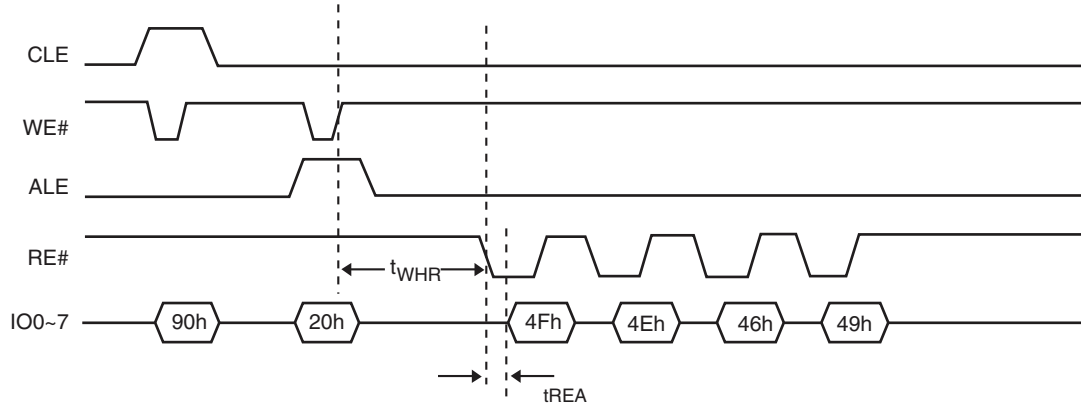 CLE
WE#
ALE
RE#
tWHR
IO0~7 90h 20h 4Fh 4Eh 46h 49h
tREA